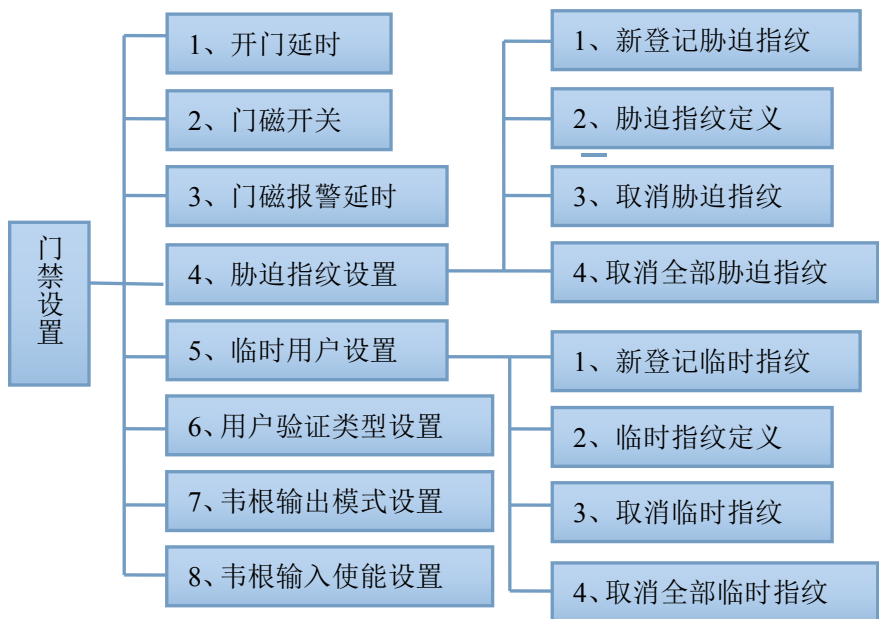 门禁设置
1、开门延时
2、门磁开关
3、门磁报警延时
4、胁迫指纹设置
5、临时用户设置
6、用户验证类型设置
7、韦根输出模式设置
8、韦根输入使能设置
1、新登记胁迫指纹
2、胁迫指纹定义
3、取消胁迫指纹
4、取消全部胁迫指纹
1、新登记临时指纹
2、临时指纹定义
3、取消临时指纹
4、取消全部临时指纹